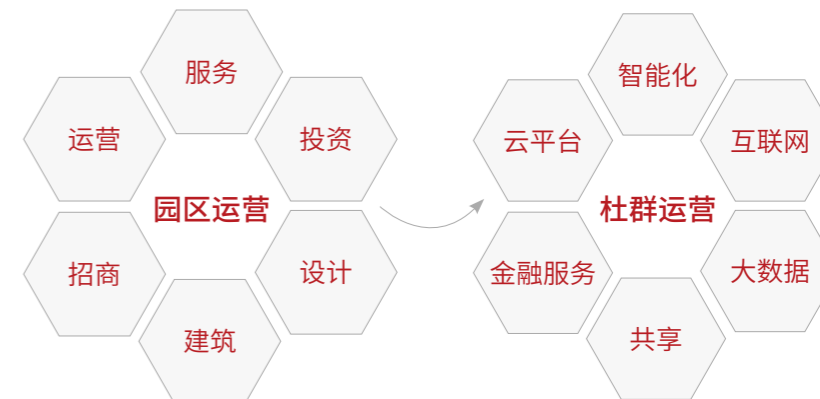 服务
运营
投资
园区运营
招商
设计
建筑
智能化
云平台
互联网
杜群运营
金融服务
大数据
共享